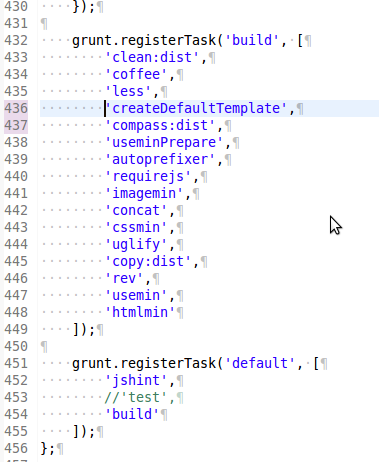 430 });
431
432 grunt.registerTask('build', [
433 'clean:dist',
434 'coffee',
435 'less',
436 'createDefaultTemplate',
437 'compass:dist',
438 'useminPrepare',
439 'autoprefixer',
440 'requirejs',
441 'imagemin',
442 'concat',
443 'cssmin',
444 'uglify',
445 'copy:dist',
446 'rev',
447 'usemin',
448 'htmlmin'
449 ]);
450
451 grunt.registerTask('default', [
452 'jshint',
453 //'test',
454 'build'
455 ]);
456 };